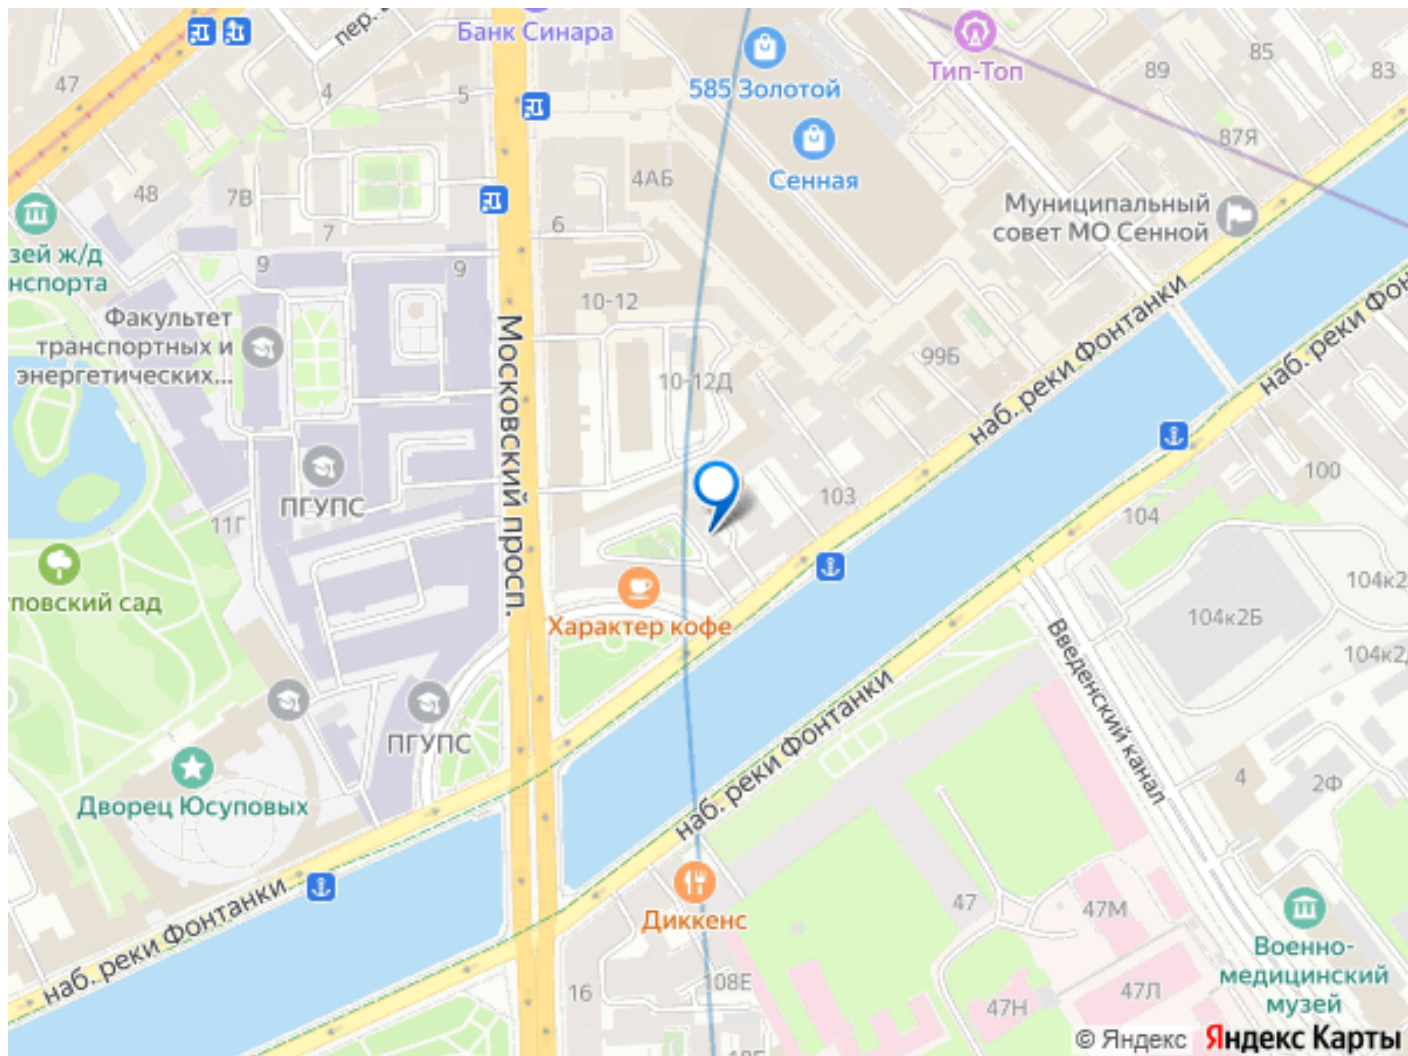 пер.
Банк Синара
Тип-Топ
85
83
89
47
4
5
585 Золотой
87Я
4АБ
Сенная
48
7В
7
6
Муниципальный
совет МО Сенной
зей ж/д
нспорта
9
9
10-12
Факультет
транспортных и
энергетических...
Московский просп.
наб. реки Фонтанки
наб. реки Фон
99Б
10-12Д
ПГУПС
11Г
103
100
104
104к2
104к2Б
104к2
повский сад
Характер кофе
Введенский канал
ПГУПС
наб. реки Фонтанки
Дворец Юсуповых
4
2Ф
наб. реки Фонтанки
Диккенс
47
47М
Военно-
медицинский
музей
108Е
16
47Н
47Л
© Яндекс Яндекс Карты